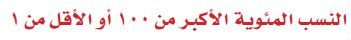 النسب المئوية الأكبر من ١٠٠ أو الأقل من ١